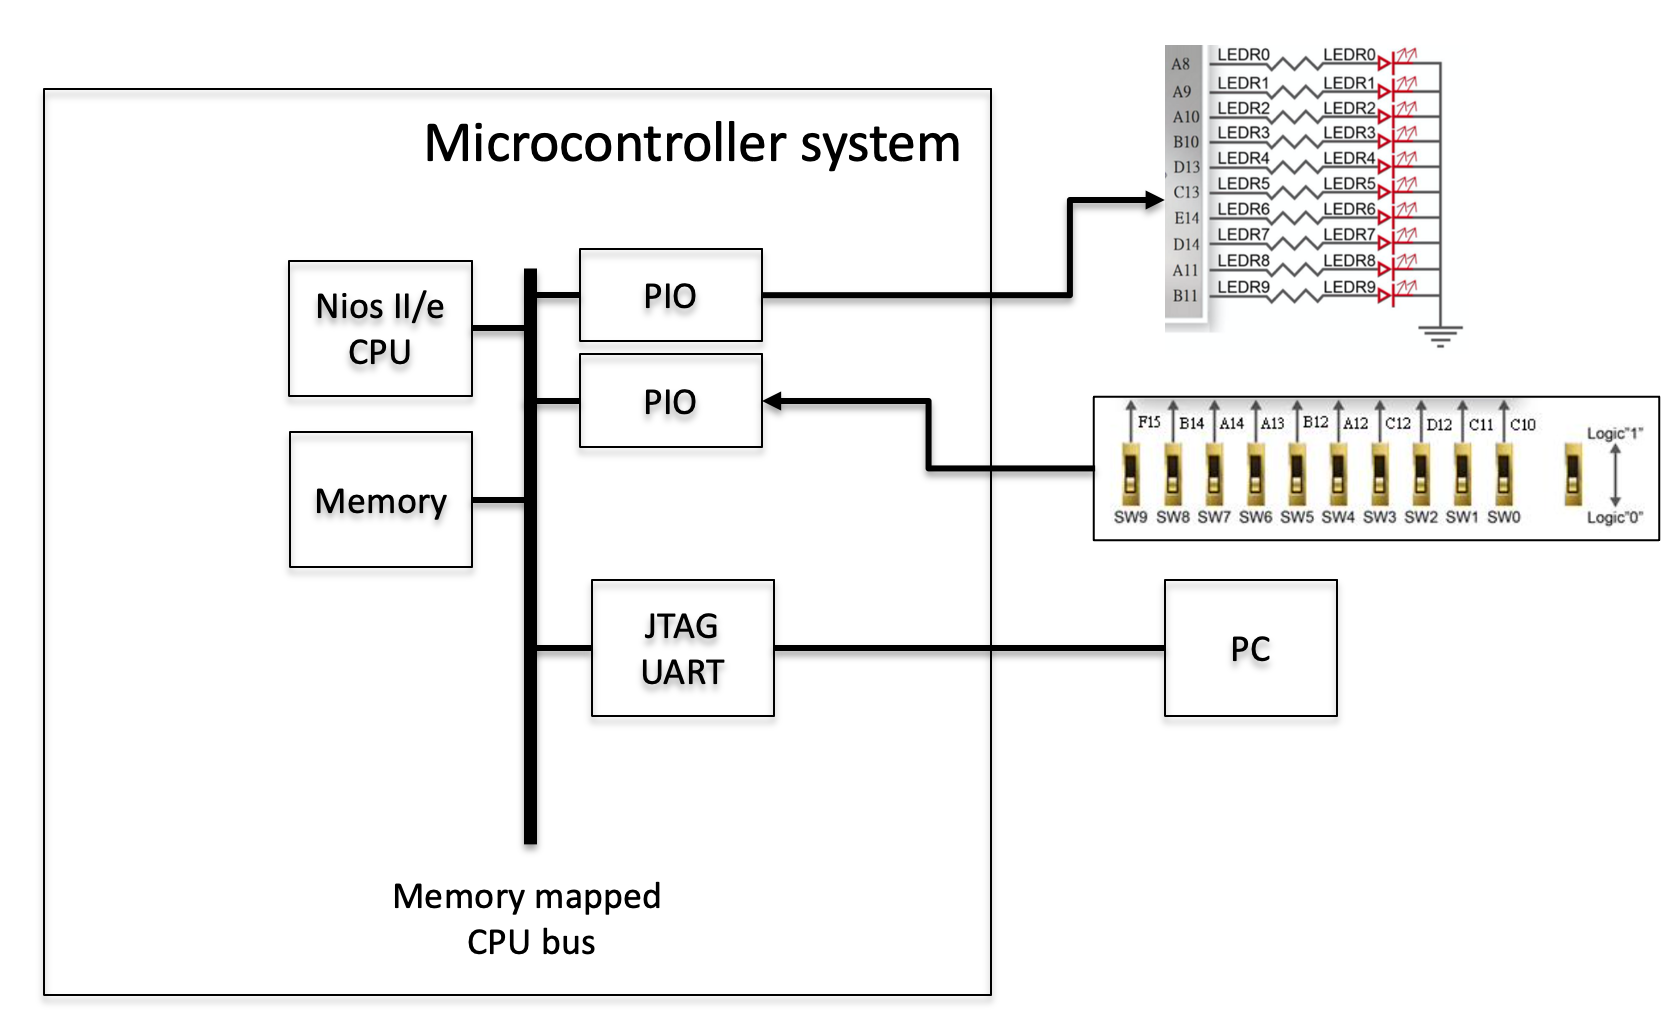 Microcontroller system
Nios II/e
CPU
Memory
PIO
PIO
JTAG
UART
PC
Memory mapped
CPU bus
A8 LEDR0 LEDR0
A9 LEDR1 LEDR1
A10 LEDR2 LEDR2
B10 LEDR3 LEDR3
D13 LEDR4 LEDR4
C13 LEDR5 LEDR5
E14 LEDR6 LEDR6
D14 LEDR7 LEDR7
A11 LEDR8 LEDR8
B11 LEDR9 LEDR9
F15 B14 A14 A13 B12 A12 C12 D12 C11 C10
Logic"1"
SW9 SW8 SW7 SW6 SW5 SW4 SW3 SW2 SW1 SW0
Logic"0"